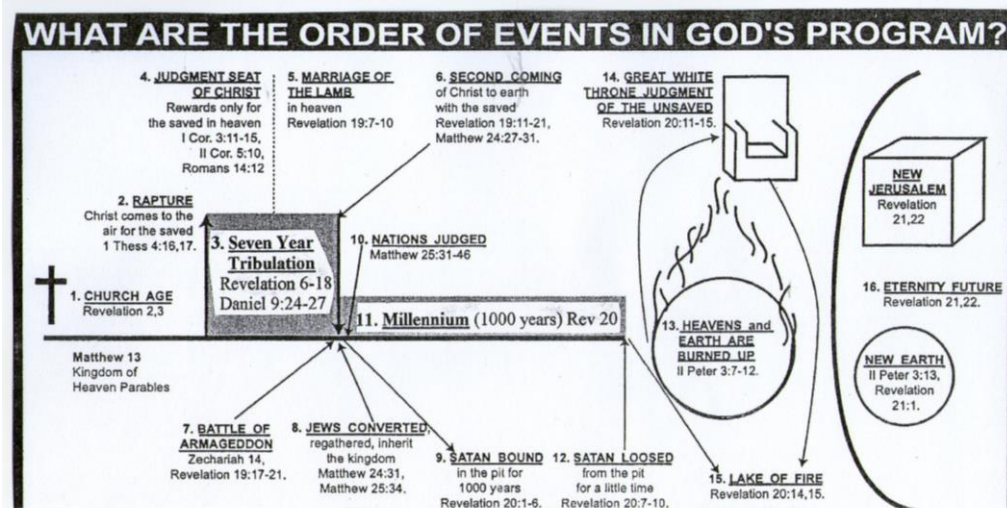 WHAT ARE THE ORDER OF EVENTS IN GOD'S PROGRAM?
4. JUDGMENT SEAT
OF CHRIST
Rewards only for
the saved in heaven
I Cor. 3:11-15,
II Cor. 5:10,
Romans 14:12
5. MARRIAGE OF
THE LAMB
in heaven
Revelation 19:7-10
6. SECOND COMING
of Christ to earth
with the saved
Revelation 19:11-21,
Matthew 24:27-31.
14. GREAT WHITE
THRONE JUDGMENT
OF THE UNSAVED
Revelation 20:11-15.
2. RAPTURE
Christ comes to the
air for the saved
1 Thess 4:16,17.
3. Seven Year
Tribulation
Revelation 6-18
Daniel 9:24-27
10. NATIONS JUDGED
Matthew 25:31-46
1. CHURCH AGE
Revelation 2,3
11. Millennium (1000 years) Rev 20
Matthew 13
Kingdom of
Heaven Parables
13. HEAVENS and
EARTH ARE
BURNED UP
II Peter 3:7-12.
NEW
JERUSALEM
Revelation
21,22
16. ETERNITY FUTURE
Revelation 21,22.
NEW EARTH
II Peter 3:13,
Revelation
21:1.
7. BATTLE OF
ARMAGEDDON
Zechariah 14,
Revelation 19:17-21.
8. JEWS CONVERTED,
regathered, inherit
the kingdom
Matthew 24:31,
Matthew 25:34.
9. SATAN BOUND
in the pit for
1000 years
Revelation 20:1-6.
12. SATAN LOOSED
from the pit
for a little time
Revelation 20:7-10.
15. LAKE OF FIRE
Revelation 20:14,15.